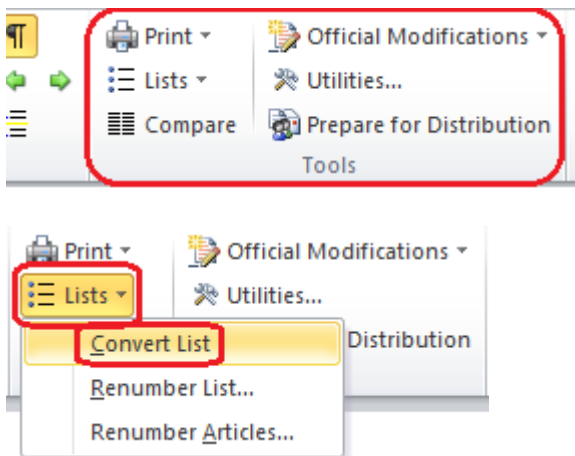 ¶ Print Official Modifications
Lists Utilities...
Compare Prepare for Distribution
Tools
Print Official Modifications
Lists Utilities...
Convert List Distribution
Renumber List...
Renumber Articles...